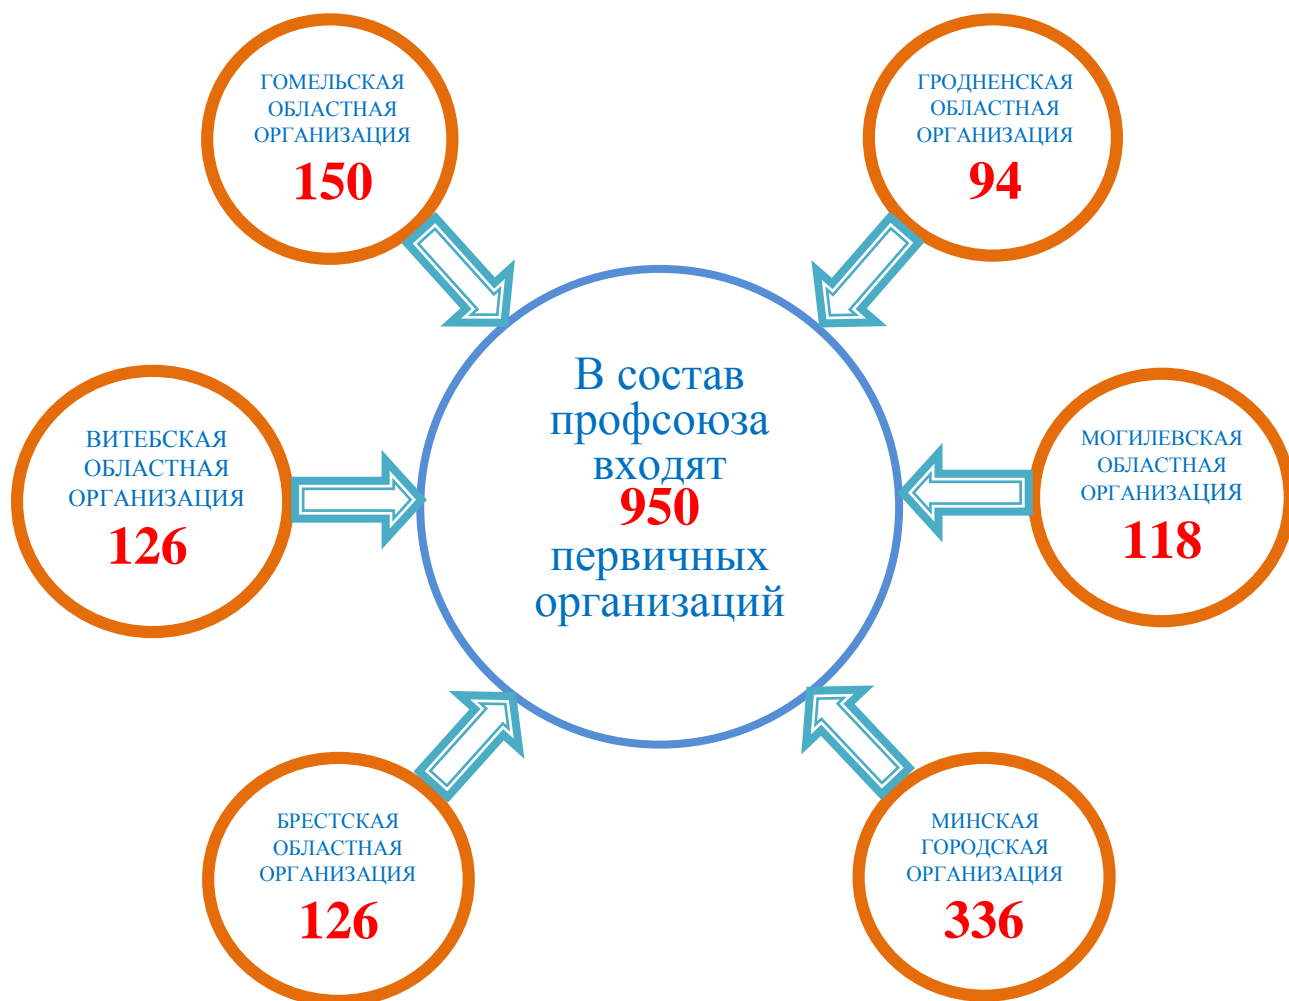 ГОМЕЛЬСКАЯ
ОБЛАСТНАЯ
ОРГАНИЗАЦИЯ
150
ГРОДНЕНСКАЯ
ОБЛАСТНАЯ
ОРГАНИЗАЦИЯ
94
ВИТЕБСКАЯ
ОБЛАСТНАЯ
ОРГАНИЗАЦИЯ
126
В состав
профсоюза
входят
950
первичных
организаций
МОГИЛЕВСКАЯ
ОБЛАСТНАЯ
ОРГАНИЗАЦИЯ
118
БРЕСТСКАЯ
ОБЛАСТНАЯ
ОРГАНИЗАЦИЯ
126
МИНСКАЯ
ГОРОДСКАЯ
ОРГАНИЗАЦИЯ
336